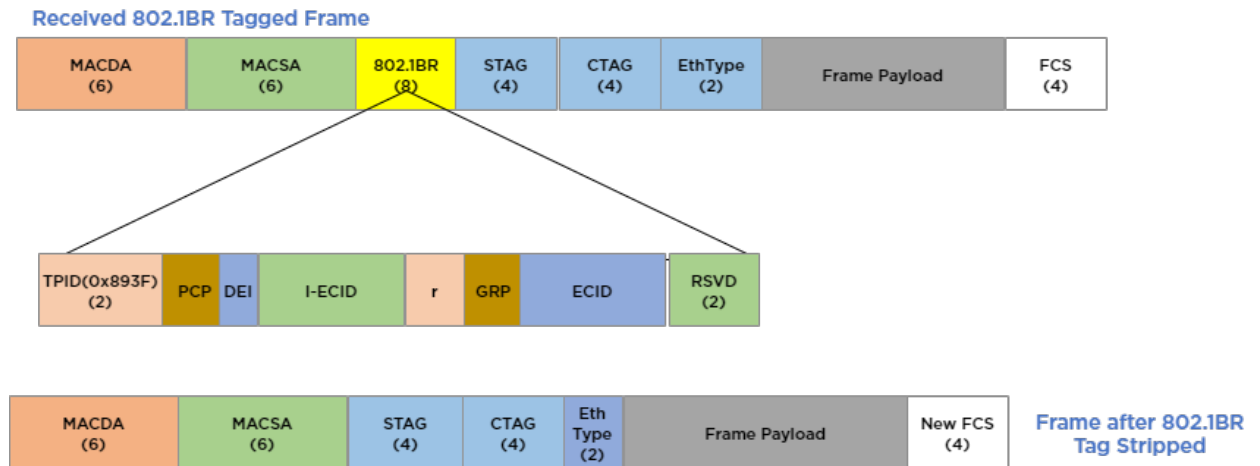 Received 802.1BR Tagged Frame
MACDA
(6)
MACSA
(6)
802.1BR
(8)
STAG
(4)
CTAG
(4)
EthType
(2)
Frame Payload
FCS
(4)
TPID(0x893F)
(2)
PCP
DEI
I-ECID
r
GRP
ECID
RSVD
(2)
MACDA
(6)
MACSA
(6)
STAG
(4)
CTAG
(4)
Eth
Type
(2)
Frame Payload
New FCS
(4)
Frame after 802.1BR
Tag Stripped